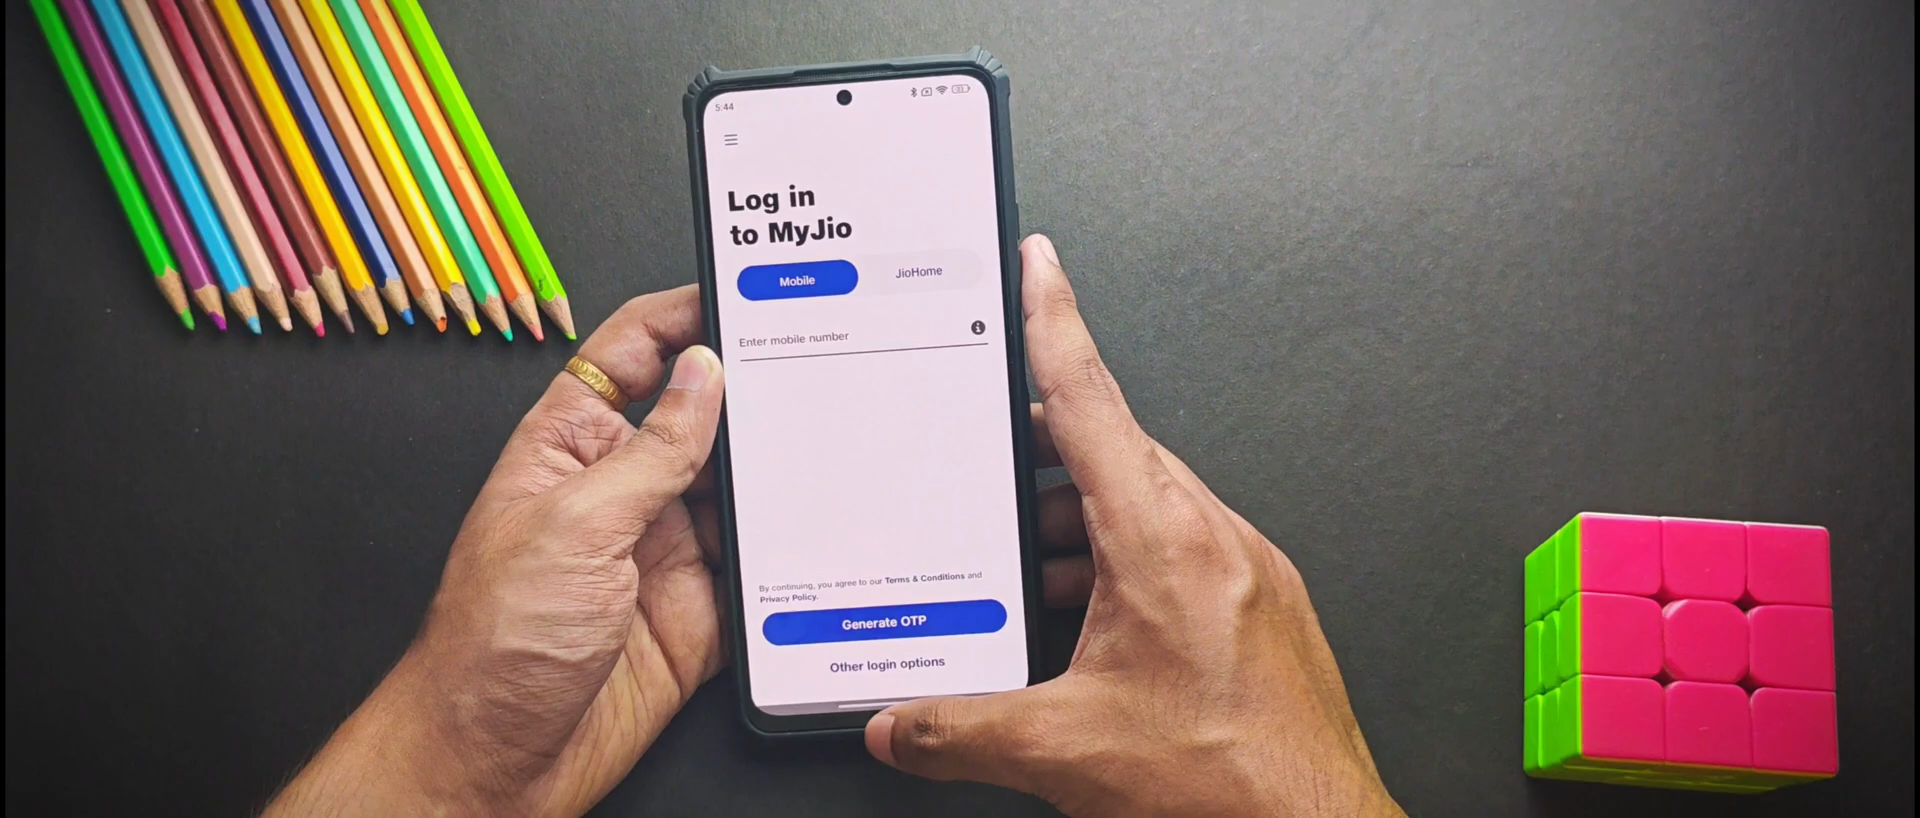 5:44
Log in
to MyJio
Mobile
JioHome
Enter mobile number
By continuing, you agree to our Terms & Conditions and
Privacy Policy.
Generate OTP
Other login options